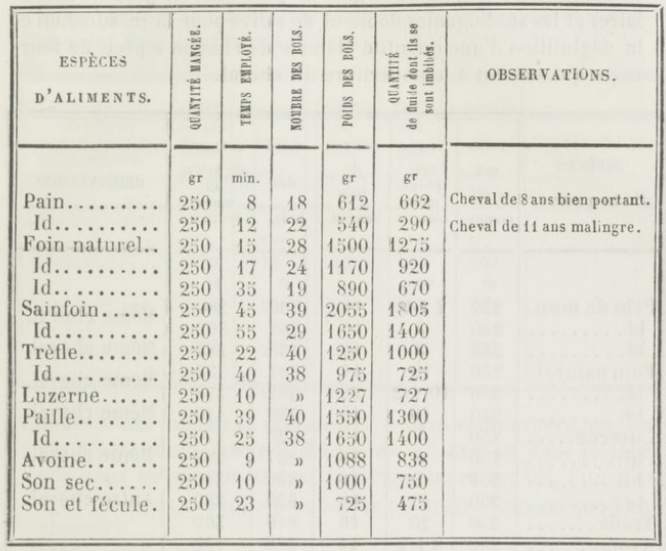 ESPÈCES
D'ALIMENTS.
QUANTITÉ MANGÉE.
TEMPS EMPLOYÉ.
NOMBRE DES BOLS.
POIDS DES BOLS.
QUANTITÉ
de fluide dont ils se
sont imbibés.
OBSERVATIONS.
gr min. gr gr
Pain......... 250 8 18 612 662 Cheval de 8 ans bien portant.
Id.......... 250 12 22 540 290 Cheval de 11 ans malingre.
Foin naturel.. 250 15 28 1500 1275
Id.......... 250 17 24 1170 920
Id.......... 250 35 19 890 670
Sainfoin...... 250 45 39 2055 1805
Id.......... 250 55 29 1650 1400
Trèfle........ 250 22 40 1250 1000
Id.......... 250 40 38 975 725
Luzerne...... 250 10 » 1227 727
Paille........ 250 39 40 1550 1300
Id.......... 250 25 38 1650 1400
Avoine....... 250 9 » 1088 838
Son sec...... 250 10 » 1000 750
Son et fécule. 250 23 » 725 475